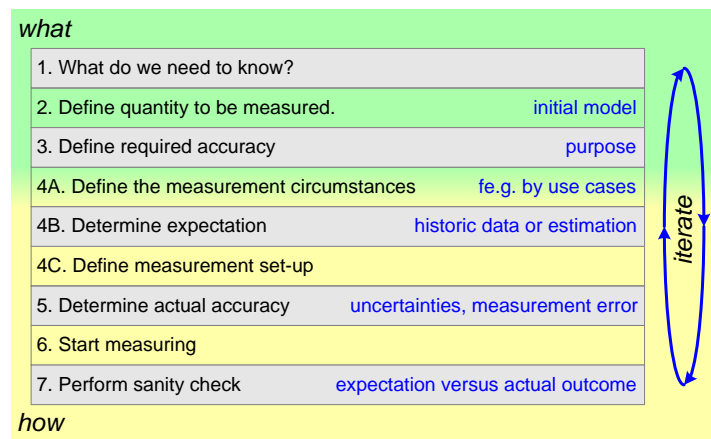 what
1. What do we need to know?
2. Define quantity to be measured. initial model
3. Define required accuracy purpose
4A. Define the measurement circumstances fe.g. by use cases
4B. Determine expectation historic data or estimation
4C. Define measurement set-up
5. Determine actual accuracy uncertainties, measurement error
6. Start measuring
7. Perform sanity check expectation versus actual outcome
how
iterate